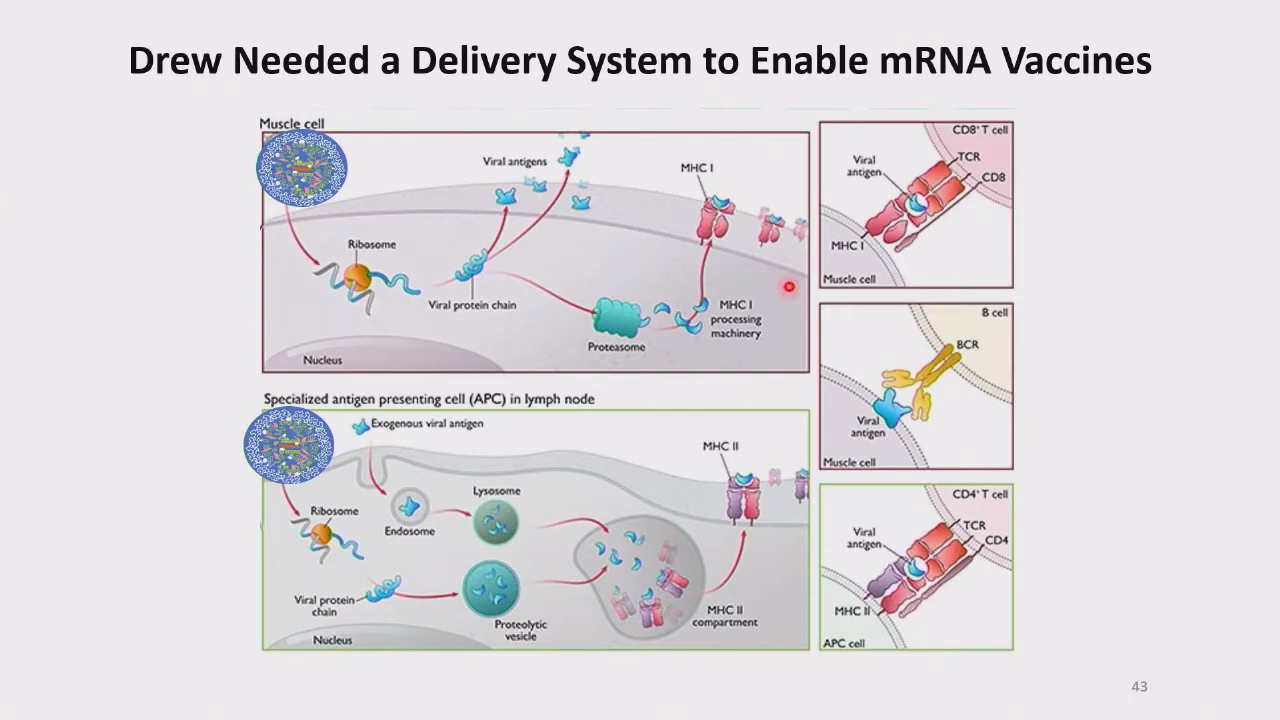 Drew Needed a Delivery System to Enable mRNA Vaccines
Muscle cell
Viral antigens
MHC I
Ribosome
Viral protein chain
MHC I
processing
machinery
Proteasome
Nucleus
CD8⁺ T cell
Viral
antigen
TCR
CD8
MHC I
Muscle cell
B cell
BCR
Viral
antigen
Muscle cell
Specialized antigen presenting cell (APC) in lymph node
Exogenous viral antigen
MHC II
Lysosome
Ribosome
Endosome
Viral protein
chain
Proteolytic
vesicle
MHC II
compartment
Nucleus
CD4⁺ T cell
Viral
antigen
TCR
CD4
MHC II
APC cell
43